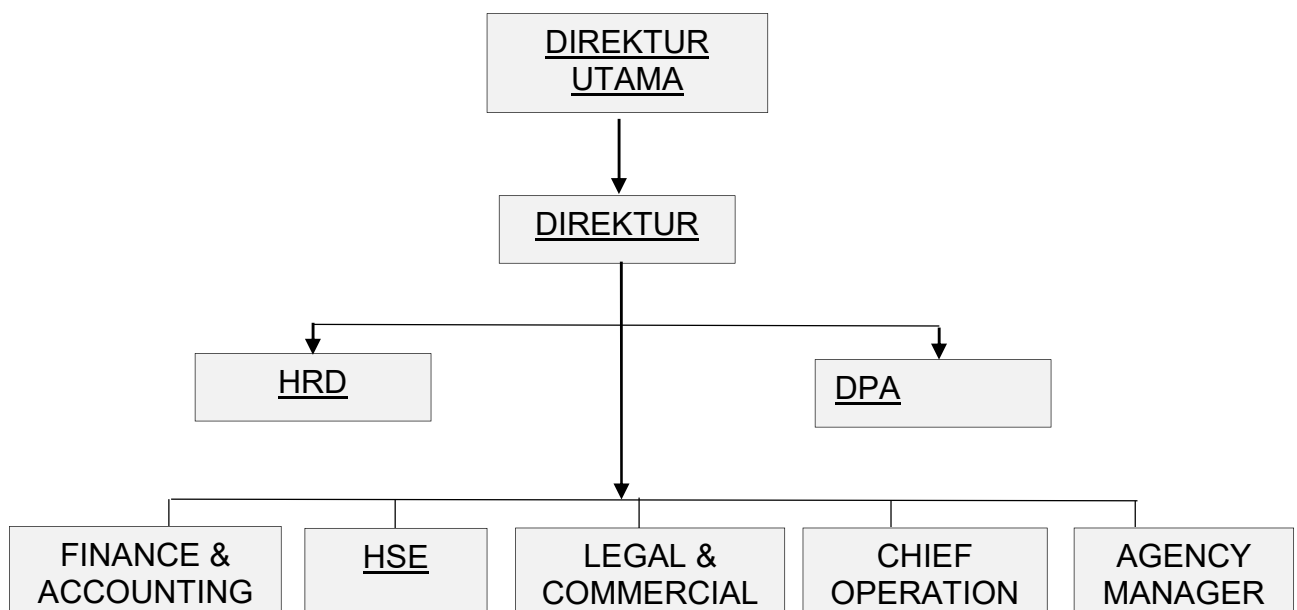 DIREKTUR
UTAMA
DIREKTUR
HRD
DPA
FINANCE &
ACCOUNTING
HSE
LEGAL &
COMMERCIAL
CHIEF
OPERATION
AGENCY
MANAGER